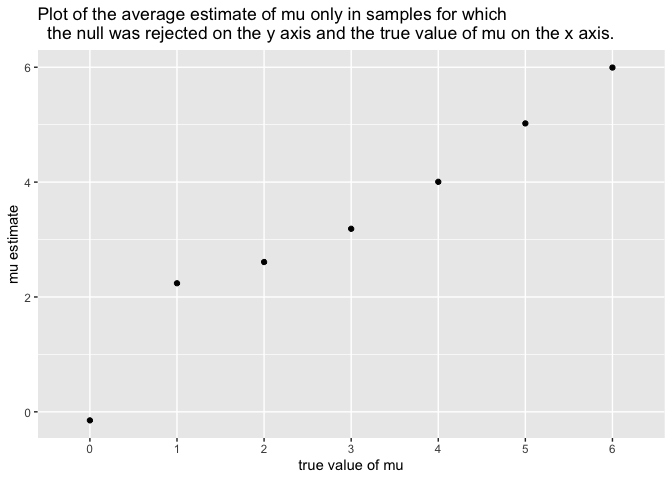 Plot of the average estimate of mu only in samples for which
the null was rejected on the y axis and the true value of mu on the x axis.
6
4
mu estimate
2
0
0 1 2 3 4 5 6
true value of mu